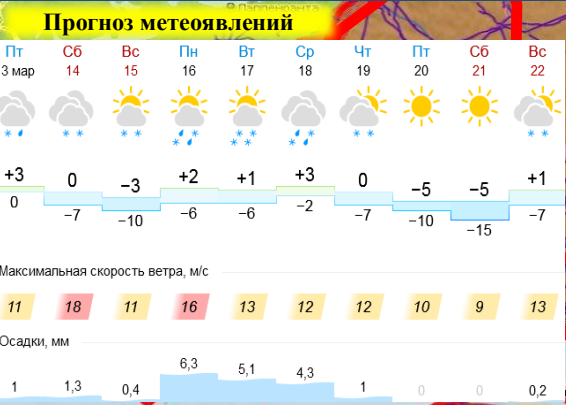 Лаппенранта
Прогноз метеоявлений
Пт Сб Вс Пн Вт Ср Чт Пт Сб Вс
3 мар 14 15 16 17 18 19 20 21 22
+3 0 −3 +2 +1 +3 0 −5 −5 +1
0 −7 −10 −6 −6 −2 −7 −10 −15 −7
Максимальная скорость ветра, м/с
11 18 11 16 13 12 12 10 9 13
Осадки, мм
1 1,3 0,4 6,3 5,1 4,3 1 0 0 0,2